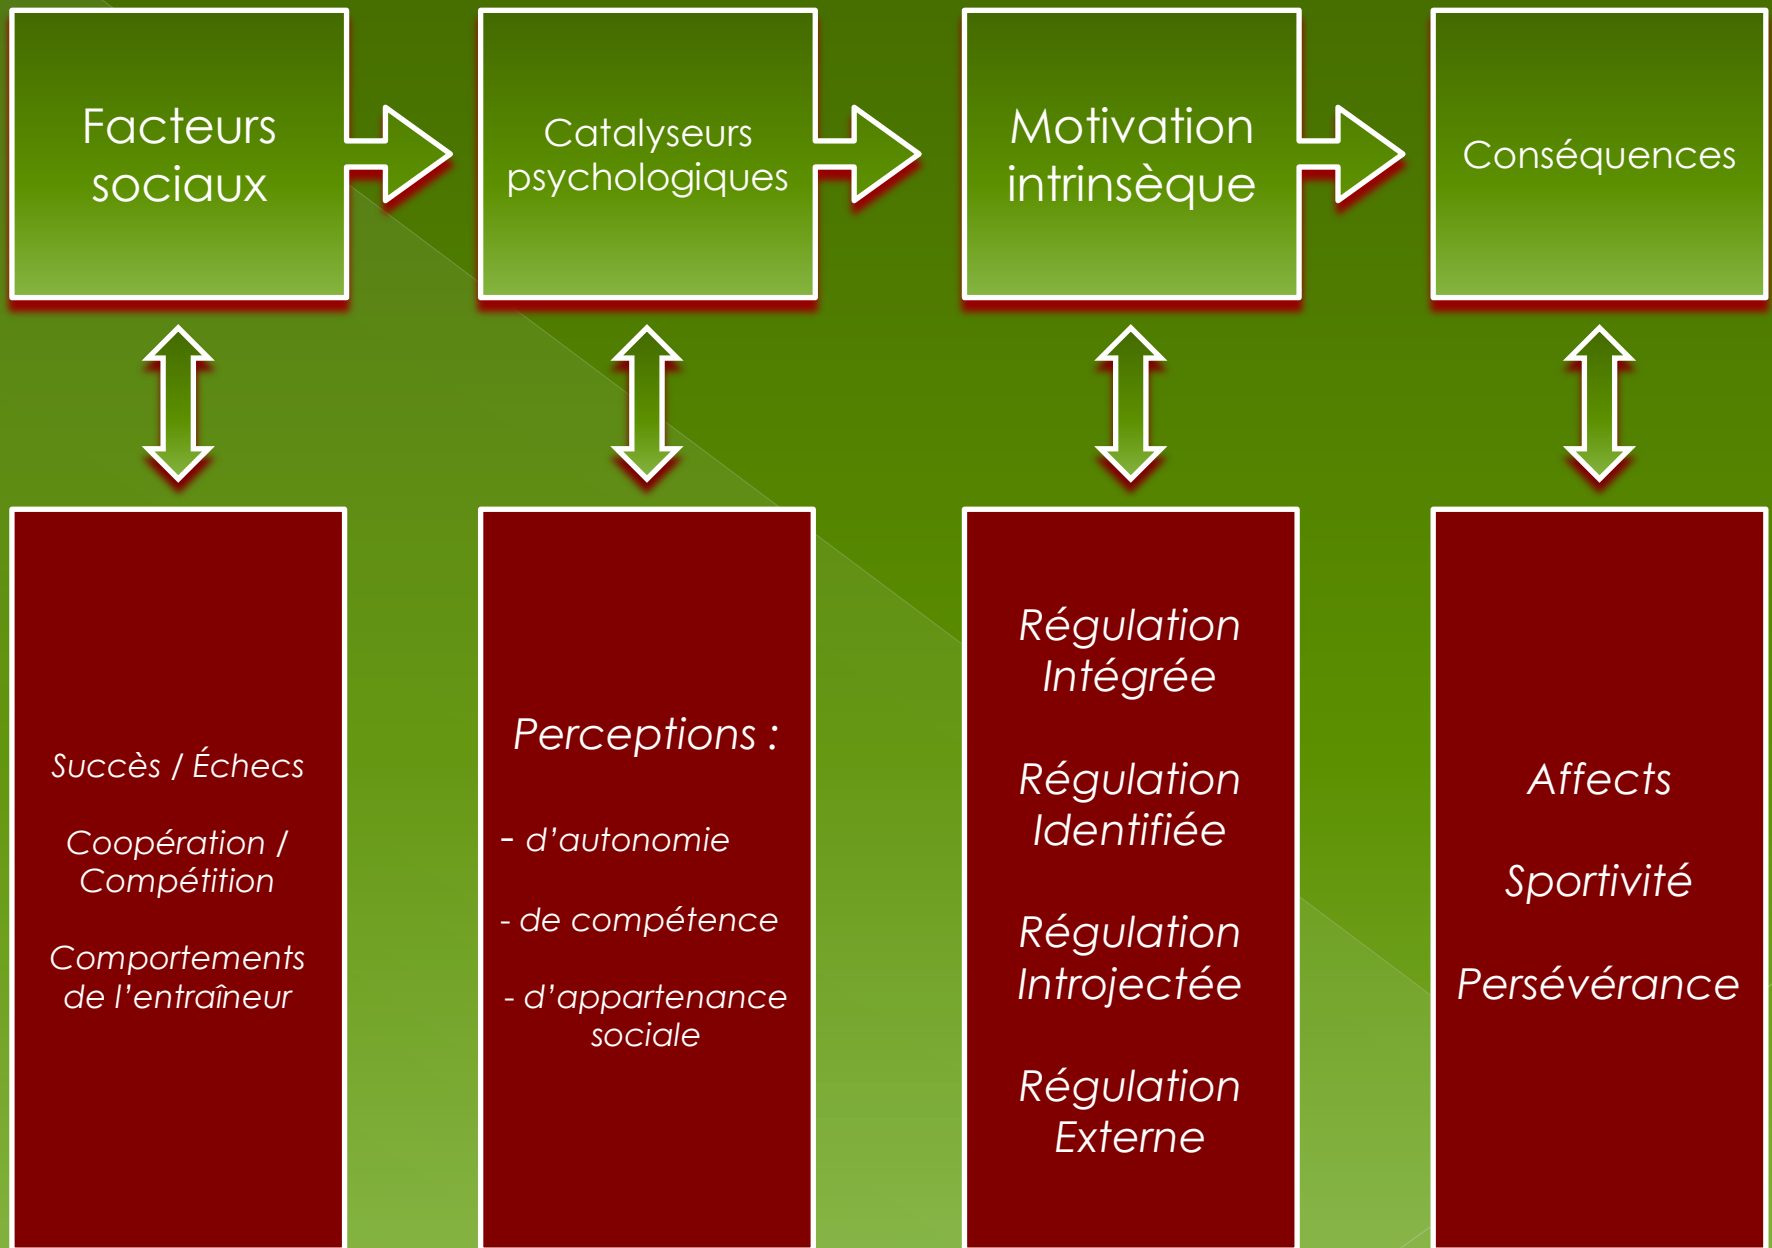 Facteurs
sociaux
Catalyseurs
psychologiques
Motivation
intrinsèque
Conséquences
Succès / Échecs
Coopération /
Compétition
Comportements
de l’entraîneur
Perceptions :
- d’autonomie
- de compétence
- d’appartenance
sociale
Régulation
Intégrée
Régulation
Identifiée
Régulation
Introjectée
Régulation
Externe
Affects
Sportivité
Persévérance